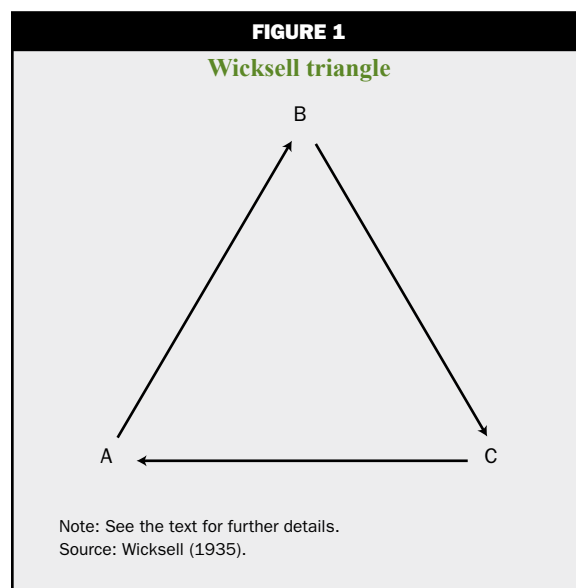 FIGURE 1
Wicksell triangle
B
A
C
Note: See the text for further details.
Source: Wicksell (1935).